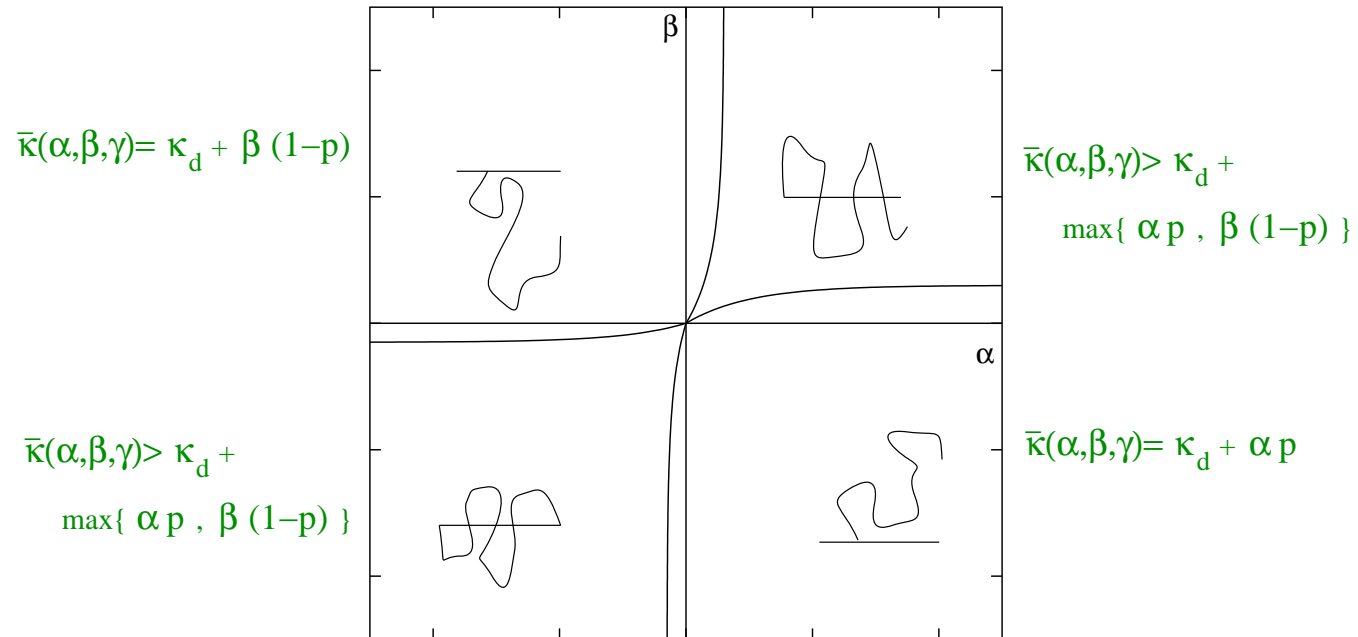 β
κ̄(α,β,γ)= κ_d + β (1−p)
κ̄(α,β,γ)> κ_d +
max{ α p , β (1−p) }
α
κ̄(α,β,γ)> κ_d +
max{ α p , β (1−p) }
κ̄(α,β,γ)= κ_d + α p